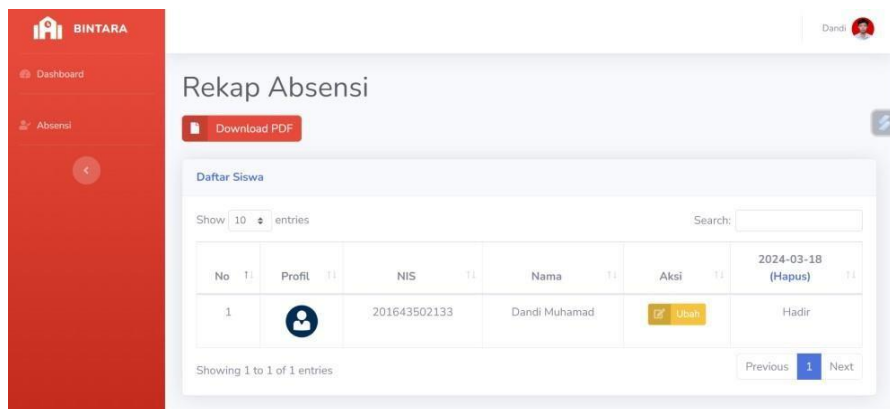 BINTARA
Dandi
Dashboard
Absensi
Rekap Absensi
Download PDF
Daftar Siswa
Show 10 entries
Search:
No Profil NIS Nama Aksi 2024-03-18
(Hapus)
1 201643502133 Dandi Muhamad Ubah Hadir
Showing 1 to 1 of 1 entries
Previous 1 Next